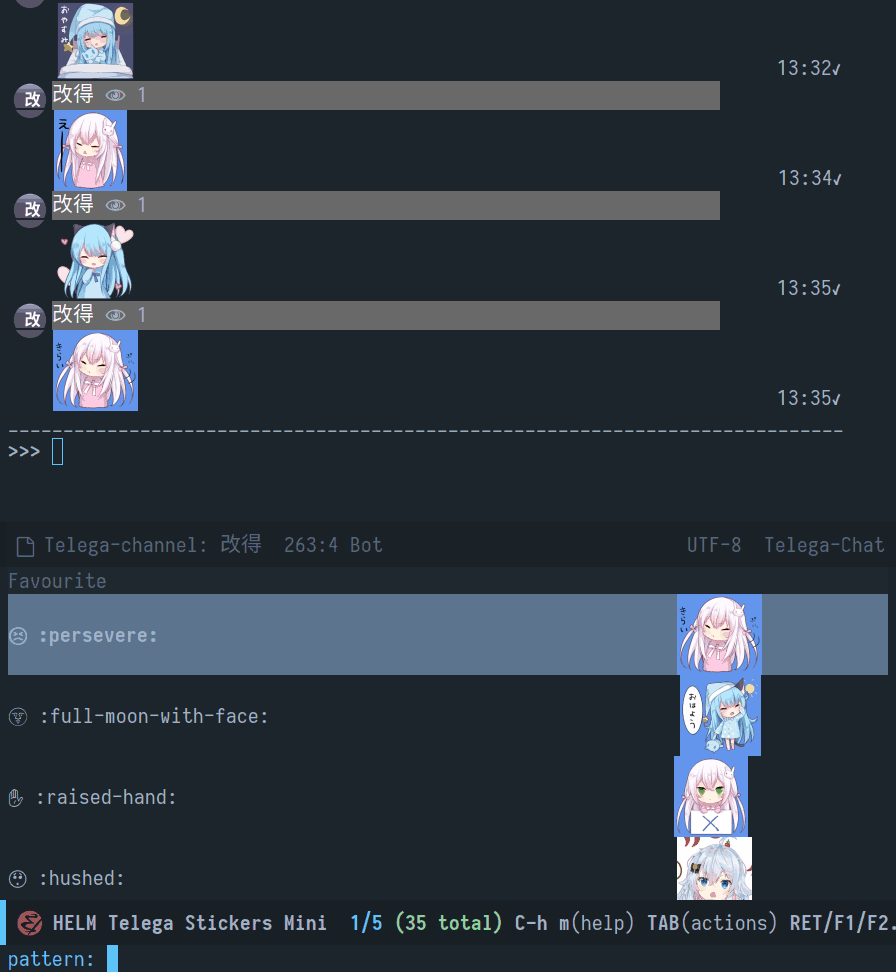 おやすみ
13:32✓
改 改得 1
えー
13:34✓
改 改得 1
13:35✓
改 改得 1
きらい
13:35✓
>>>
Telega-channel: 改得 263:4 Bot UTF-8 Telega-Chat
Favourite
:persevere:
きらい
:full-moon-with-face:
おはよう
:raised-hand:
:hushed:
HELM Telega Stickers Mini 1/5 (35 total) C-h m(help) TAB(actions) RET/F1/F2.
pattern: